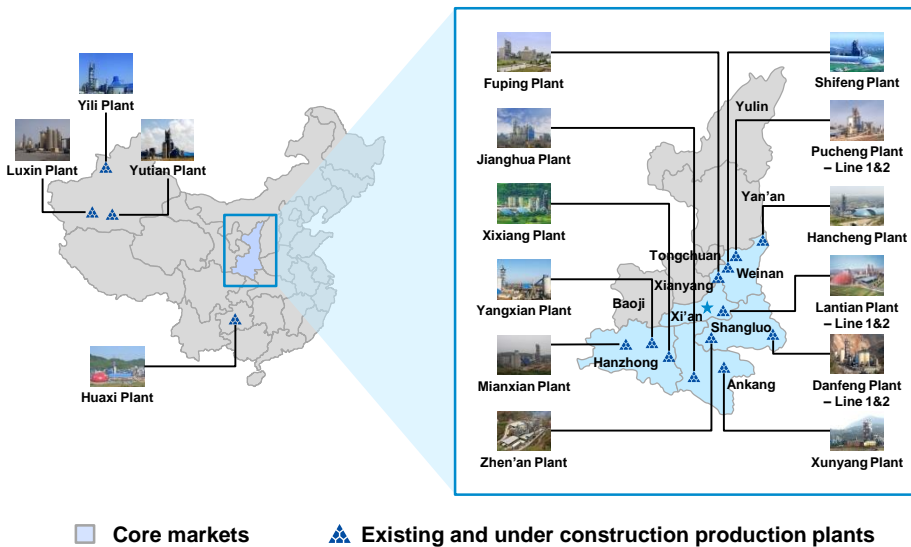 Yili Plant
Luxin Plant
Yutian Plant
Huaxi Plant
Fuping Plant
Jianghua Plant
Xixiang Plant
Yangxian Plant
Mianxian Plant
Zhen’an Plant
Yulin
Yan’an
Tongchuan
Xianyang
Weinan
Baoji
Xi’an
Shangluo
Hanzhong
Ankang
Shifeng Plant
Pucheng Plant
– Line 1&2
Hancheng Plant
Lantian Plant
– Line 1&2
Danfeng Plant
– Line 1&2
Xunyang Plant
Core markets
Existing and under construction production plants